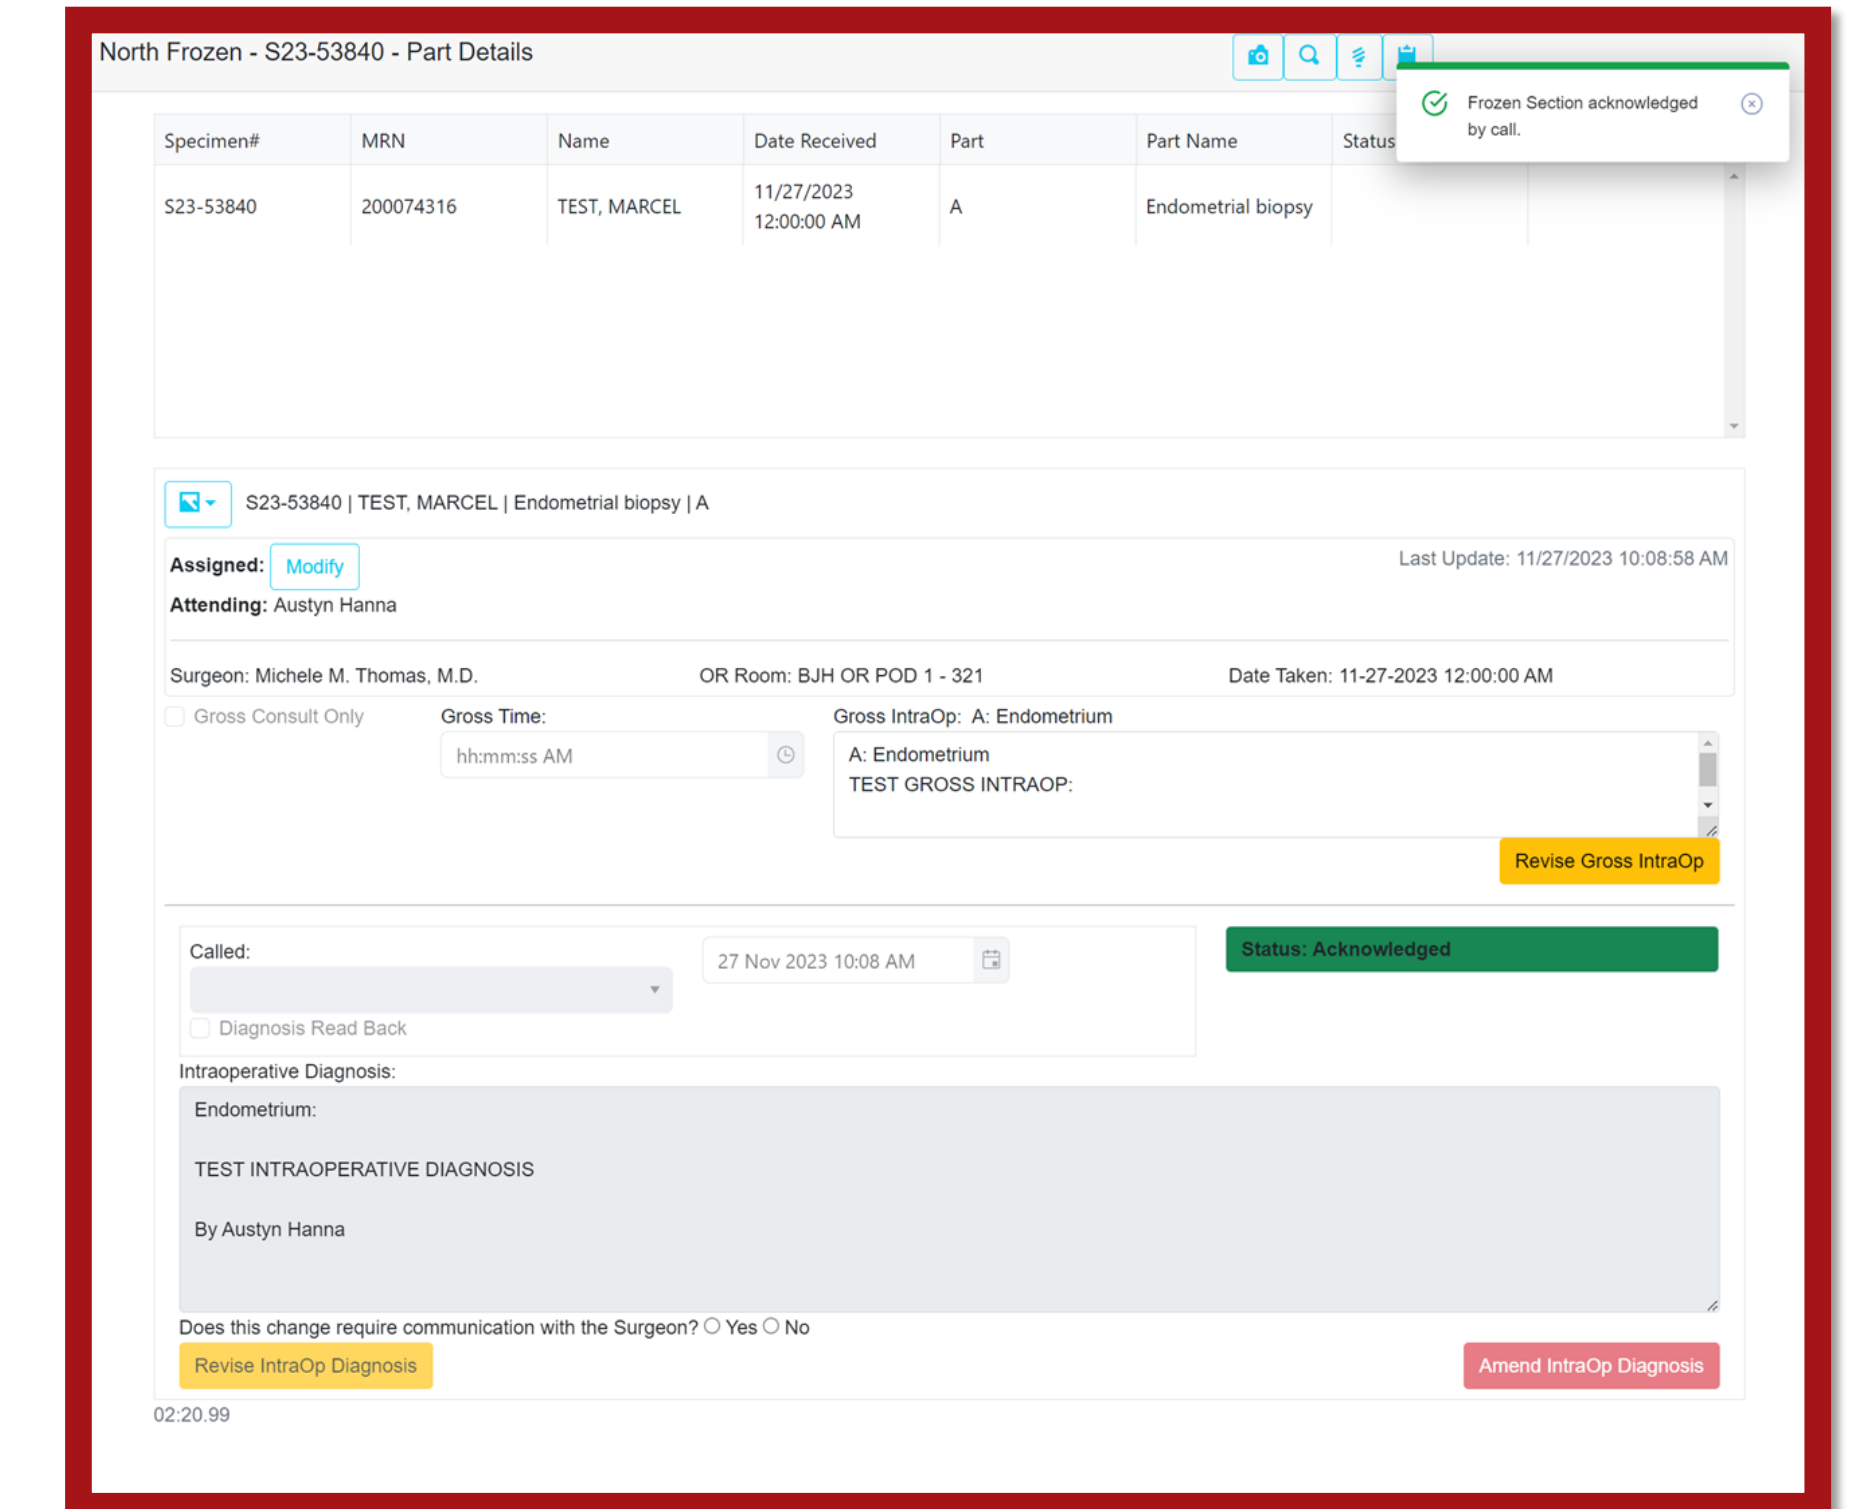 North Frozen - S23-53840 - Part Details
Frozen Section acknowledged
by call.
Specimen# MRN Name Date Received Part Part Name Status
S23-53840 200074316 TEST, MARCEL 11/27/2023 12:00:00 AM A Endometrial biopsy
S23-53840 | TEST, MARCEL | Endometrial biopsy | A
Assigned: Modify Last Update: 11/27/2023 10:08:58 AM
Attending: Austyn Hanna
Surgeon: Michele M. Thomas, M.D. OR Room: BJH OR POD 1 - 321 Date Taken: 11-27-2023 12:00:00 AM
Gross Consult Only Gross Time: Gross IntraOp: A: Endometrium
hh:mm:ss AM A: Endometrium
TEST GROSS INTRAOP:
Revise Gross IntraOp
Called: 27 Nov 2023 10:08 AM Status: Acknowledged
Diagnosis Read Back
Intraoperative Diagnosis:
Endometrium:
TEST INTRAOPERATIVE DIAGNOSIS
By Austyn Hanna
Does this change require communication with the Surgeon? Yes No
Revise IntraOp Diagnosis Amend IntraOp Diagnosis
02:20.99